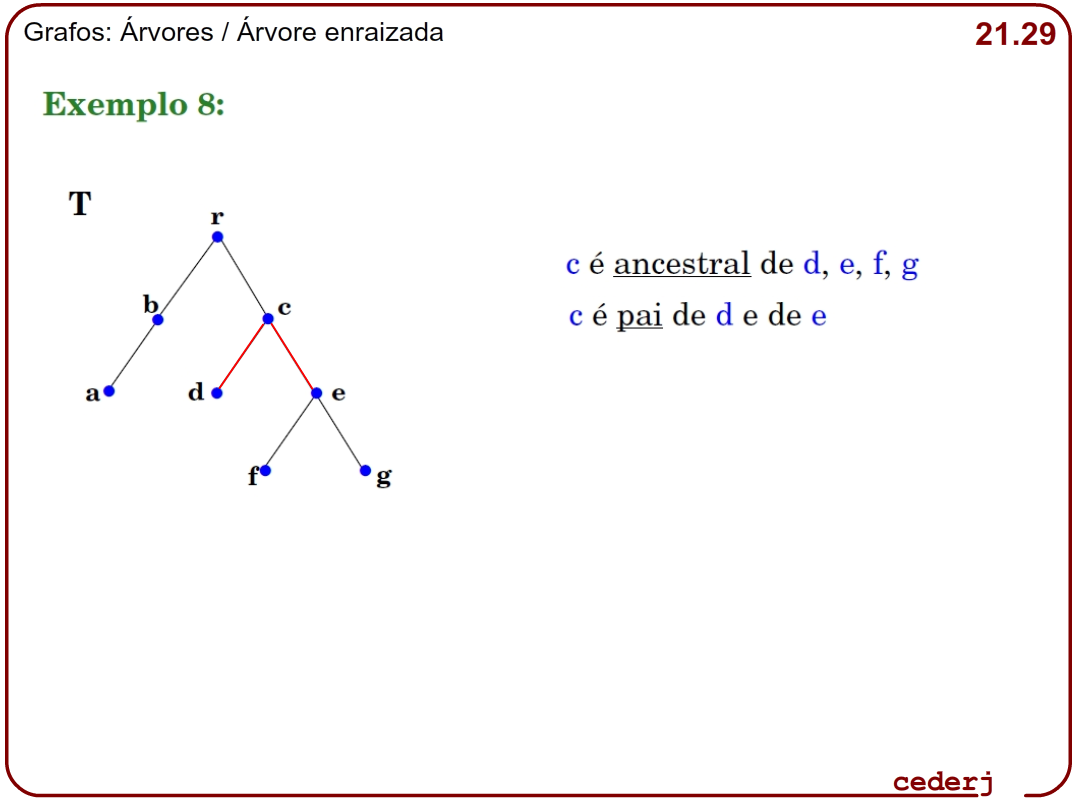 Grafos: Árvores / Árvore enraizada
21.29
Exemplo 8:
T
r
b
c
a
d
e
f
g
c é ancestral de d, e, f, g
c é pai de d e de e
cederj